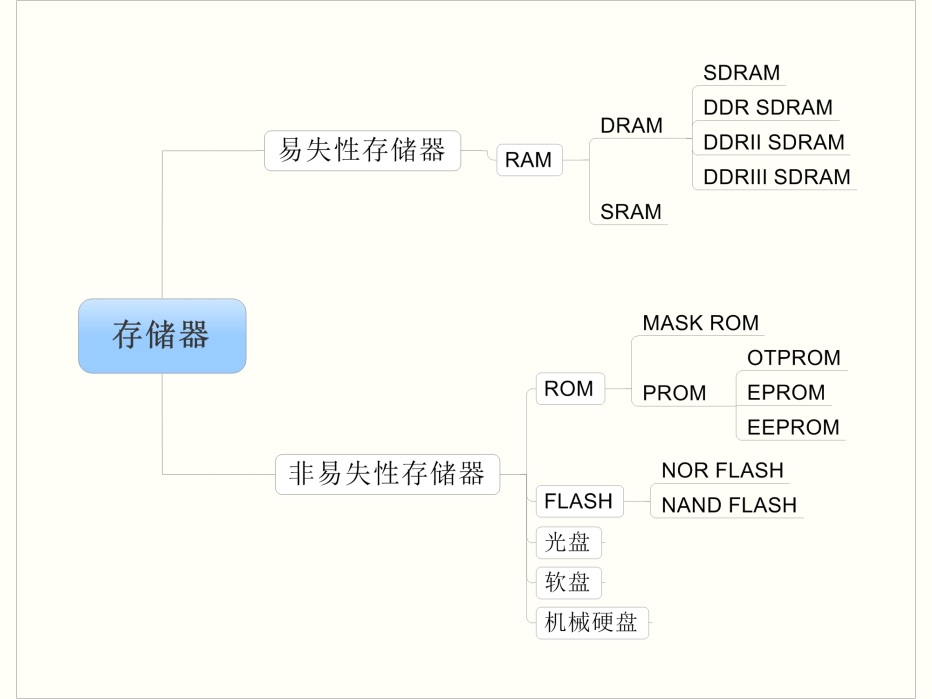 存储器
易失性存储器
RAM
DRAM
SDRAM
DDR SDRAM
DDRII SDRAM
DDRIII SDRAM
SRAM
非易失性存储器
ROM
MASK ROM
PROM
OTPROM
EPROM
EEPROM
FLASH
NOR FLASH
NAND FLASH
光盘
软盘
机械硬盘